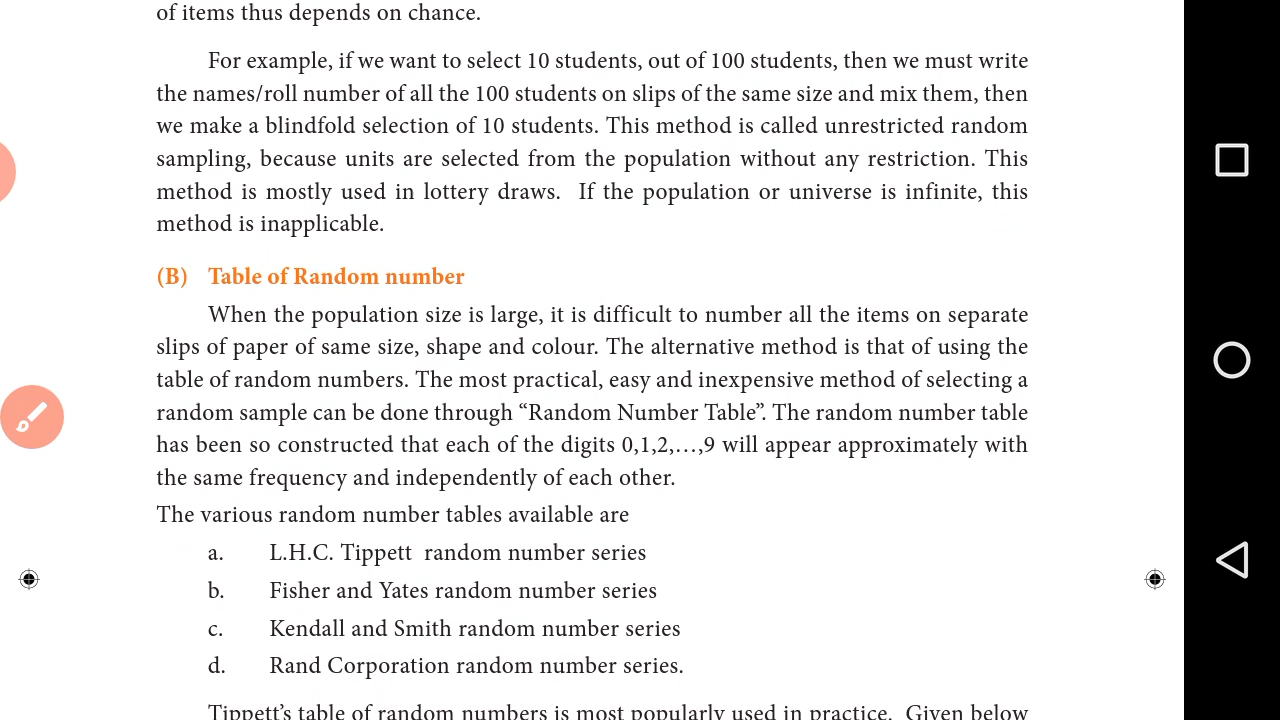 of items thus depends on chance.
For example, if we want to select 10 students, out of 100 students, then we must write
the names/roll number of all the 100 students on slips of the same size and mix them, then
we make a blindfold selection of 10 students. This method is called unrestricted random
sampling, because units are selected from the population without any restriction. This
method is mostly used in lottery draws. If the population or universe is infinite, this
method is inapplicable.
(B) Table of Random number
When the population size is large, it is difficult to number all the items on separate
slips of paper of same size, shape and colour. The alternative method is that of using the
table of random numbers. The most practical, easy and inexpensive method of selecting a
random sample can be done through “Random Number Table”. The random number table
has been so constructed that each of the digits 0,1,2,…,9 will appear approximately with
the same frequency and independently of each other.
The various random number tables available are
a. L.H.C. Tippett random number series
b. Fisher and Yates random number series
c. Kendall and Smith random number series
d. Rand Corporation random number series.
Tippett’s table of random numbers is most popularly used in practice. Given below